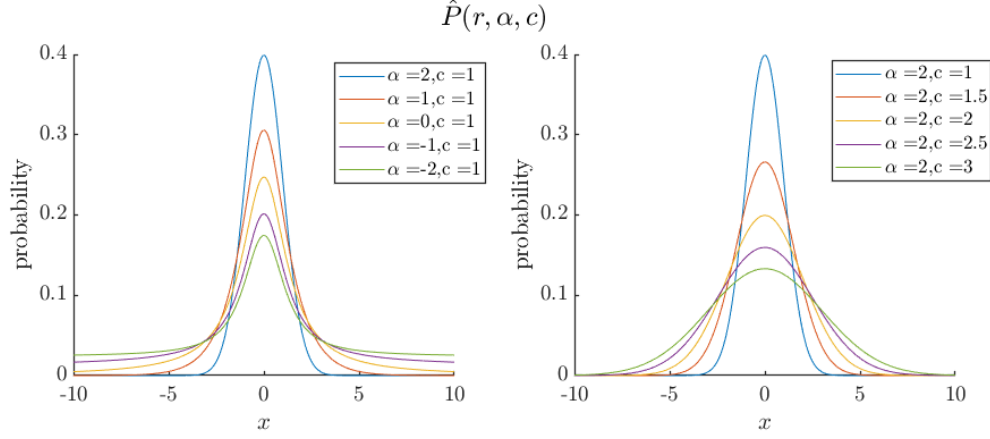 P̂(r, α, c)
probability
0.4
0.3
0.2
0.1
0
-10
-5
0
5
10
x
α =2,c =1
α =1,c =1
α =0,c =1
α =-1,c =1
α =-2,c =1
probability
0.4
0.3
0.2
0.1
0
-10
-5
0
5
10
x
α =2,c =1
α =2,c =1.5
α =2,c =2
α =2,c =2.5
α =2,c =3